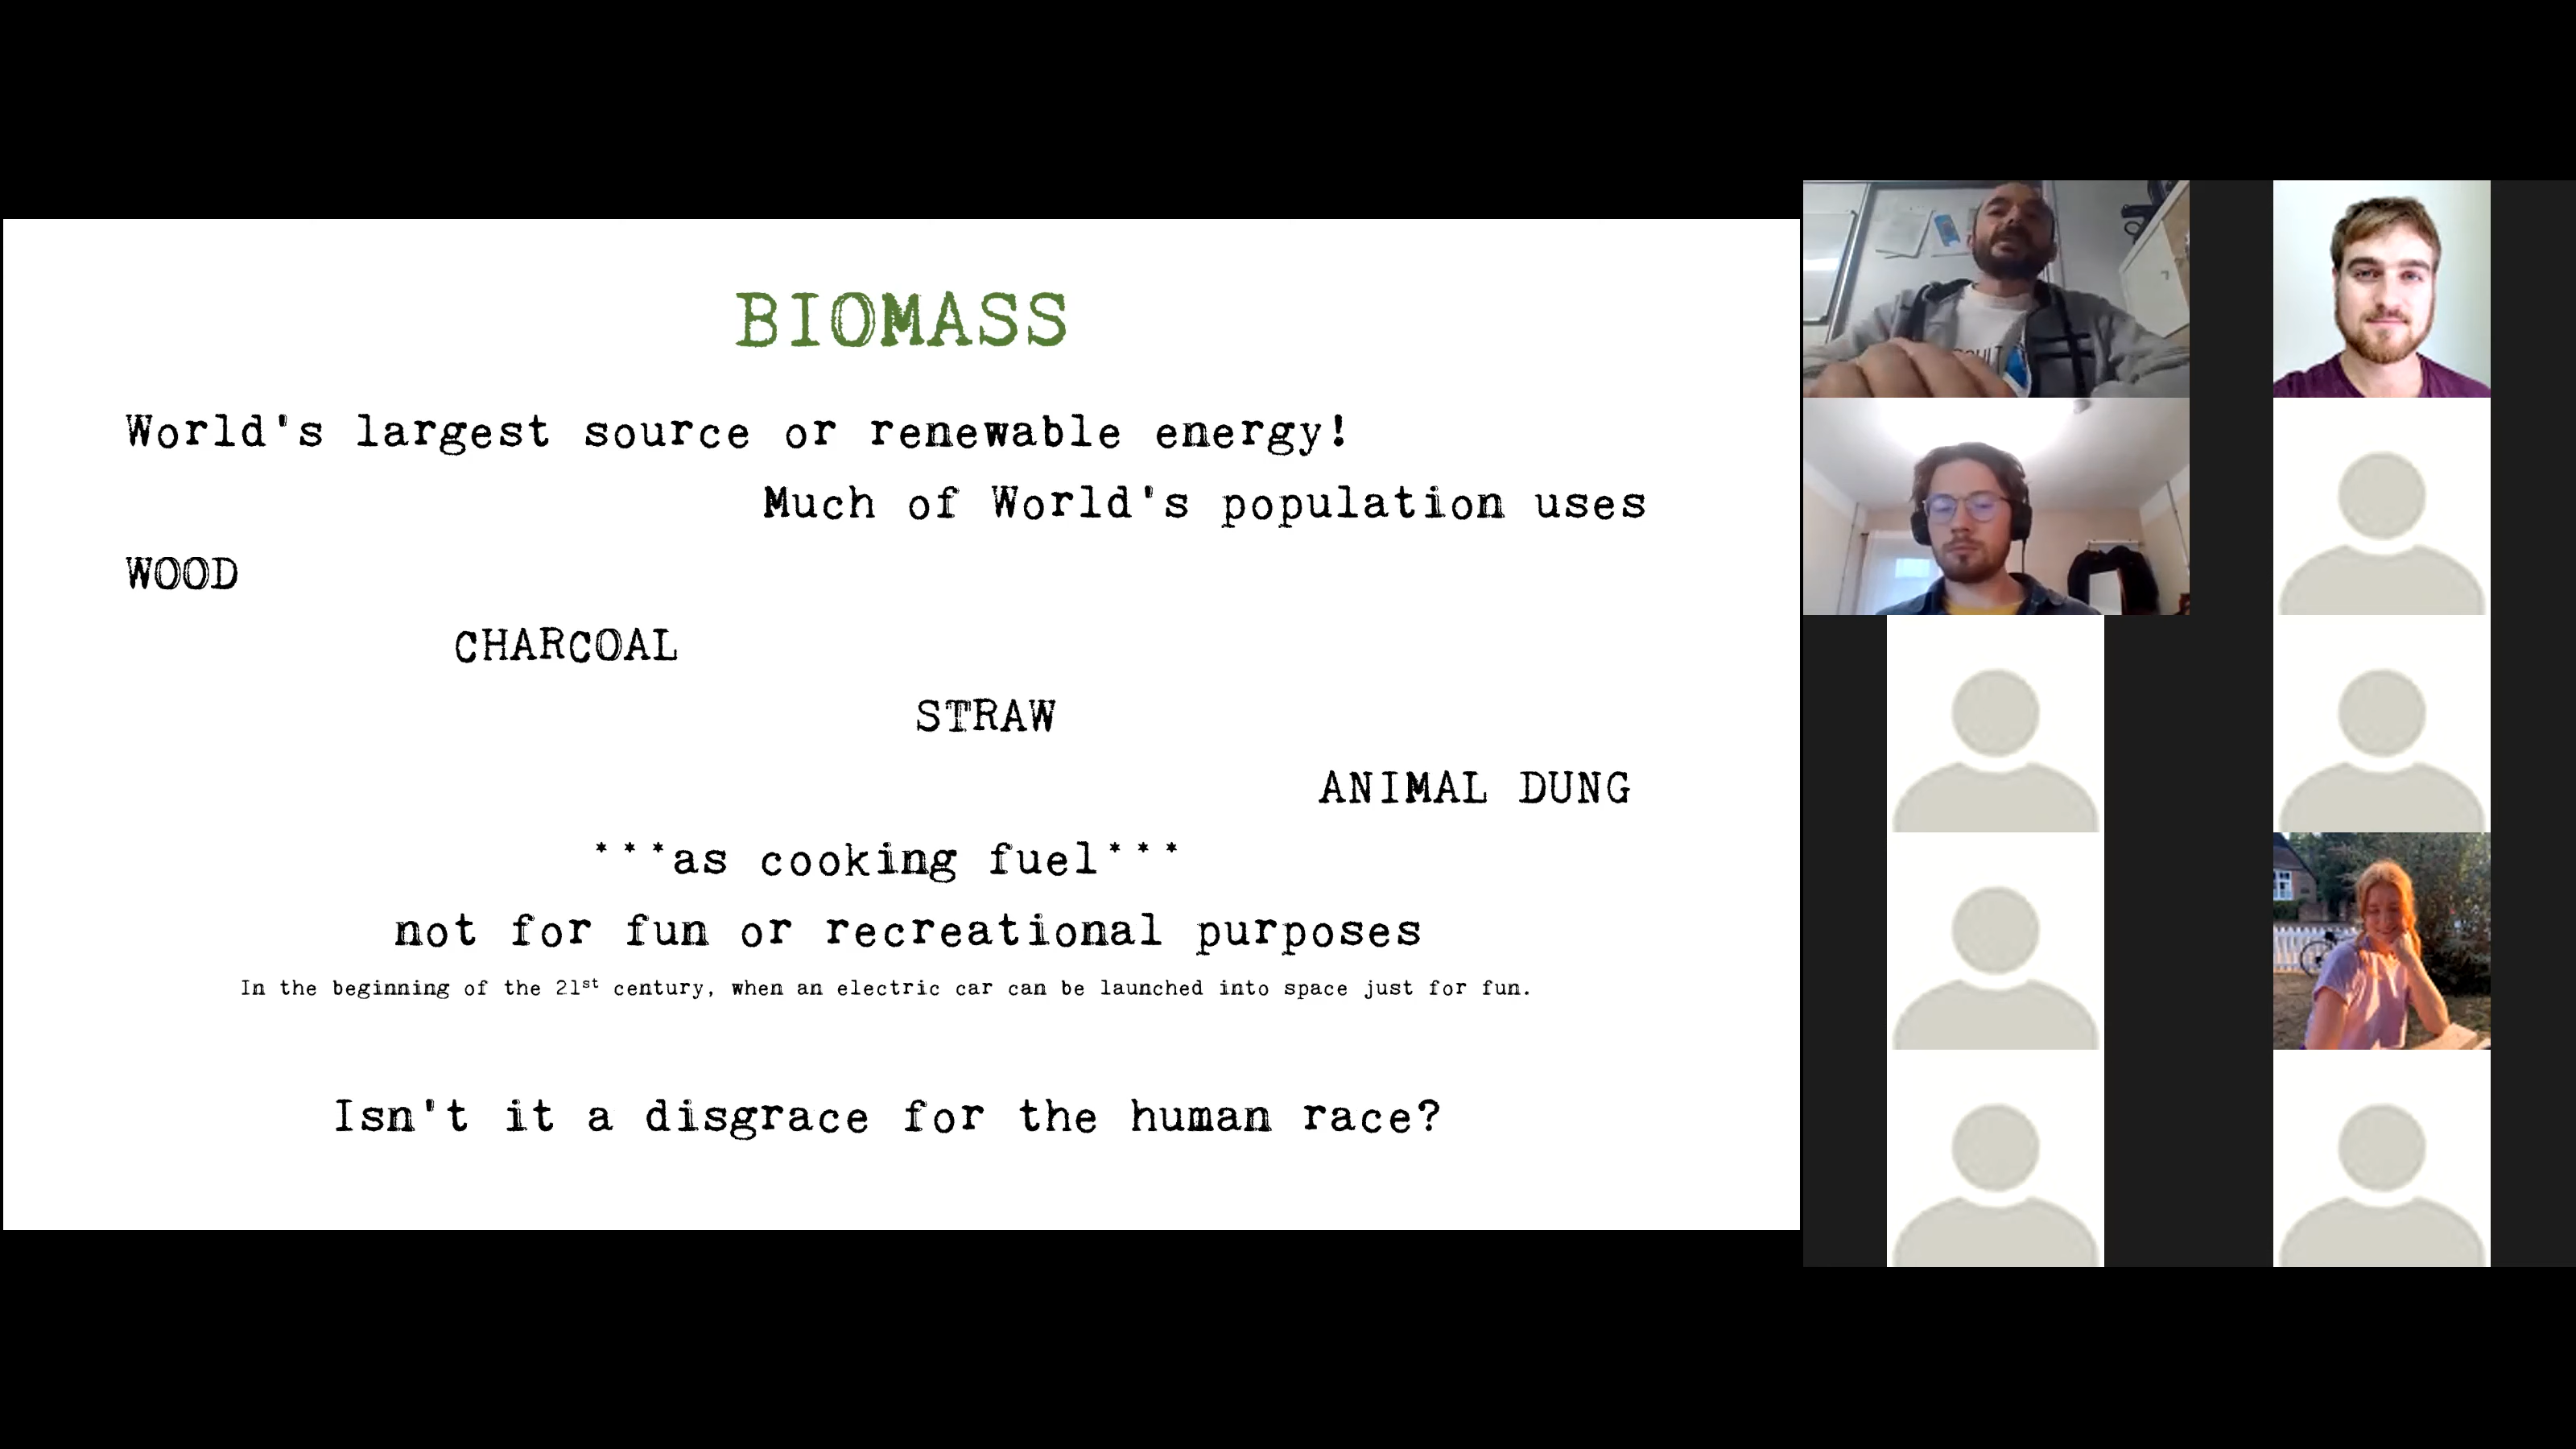 BIOMASS
World's largest source or renewable energy!
Much of World's population uses
WOOD
CHARCOAL
STRAW
ANIMAL DUNG
***as cooking fuel***
not for fun or recreational purposes
In the beginning of the 21st century, when an electric car can be launched into space just for fun.
Isn't it a disgrace for the human race?